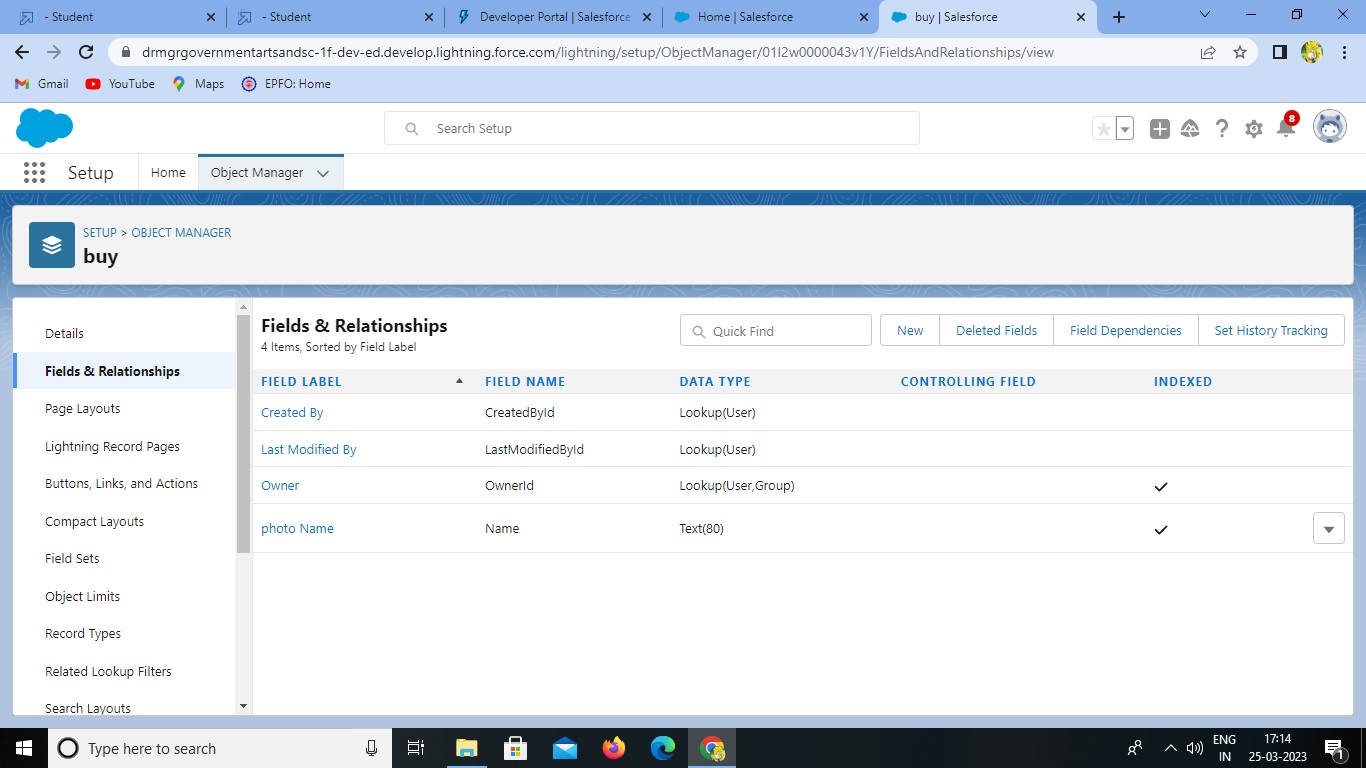 - Student
- Student
Developer Portal | Salesforce
Home | Salesforce
buy | Salesforce
drmgrgovernmentartsandsc-1f-dev-ed.develop.lightning.force.com/lightning/setup/ObjectManager/01I2w0000043v1Y/FieldsAndRelationships/view
Gmail
YouTube
Maps
EPFO: Home
Search Setup
8
Setup
Home
Object Manager
SETUP > OBJECT MANAGER
buy
Details
Fields & Relationships
Page Layouts
Lightning Record Pages
Buttons, Links, and Actions
Compact Layouts
Field Sets
Object Limits
Record Types
Related Lookup Filters
Search Layouts
Fields & Relationships
4 Items, Sorted by Field Label
Quick Find
New
Deleted Fields
Field Dependencies
Set History Tracking
FIELD LABEL FIELD NAME DATA TYPE CONTROLLING FIELD INDEXED
Created By CreatedById Lookup(User)
Last Modified By LastModifiedById Lookup(User)
Owner OwnerId Lookup(User,Group)
photo Name Name Text(80)
Type here to search
ENG
IN
17:14
25-03-2023
1